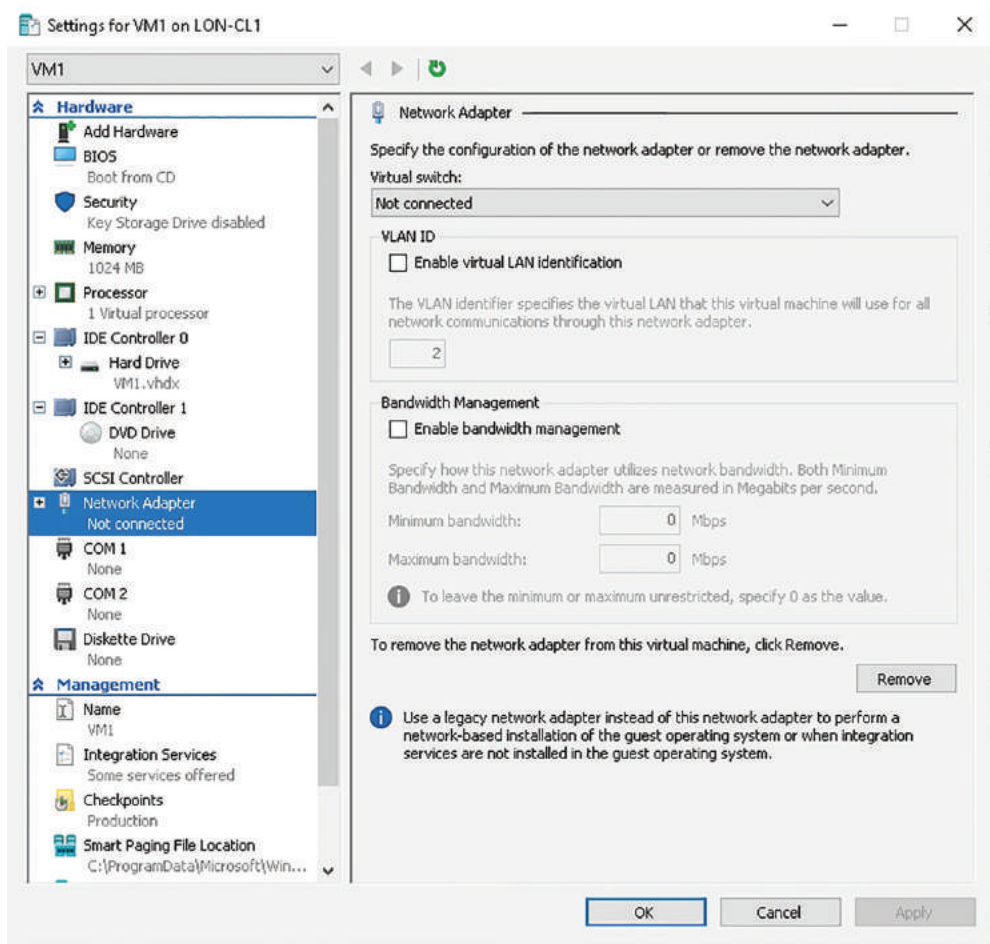 Settings for VM1 on LON-CL1
VM1
Hardware
Add Hardware
BIOS
Boot from CD
Security
Key Storage Drive disabled
Memory
1024 MB
Processor
1 Virtual processor
IDE Controller 0
Hard Drive
VM1.vhdx
IDE Controller 1
DVD Drive
None
SCSI Controller
Network Adapter
Not connected
COM 1
None
COM 2
None
Diskette Drive
None
Management
Name
VM1
Integration Services
Some services offered
Checkpoints
Production
Smart Paging File Location
C:\ProgramData\Microsoft\Win...
Network Adapter
Specify the configuration of the network adapter or remove the network adapter.
Virtual switch:
Not connected
VLAN ID
Enable virtual LAN identification
The VLAN identifier specifies the virtual LAN that this virtual machine will use for all
network communications through this network adapter.
2
Bandwidth Management
Enable bandwidth management
Specify how this network adapter utilizes network bandwidth. Both Minimum
Bandwidth and Maximum Bandwidth are measured in Megabits per second.
Minimum bandwidth: 0 Mbps
Maximum bandwidth: 0 Mbps
To leave the minimum or maximum unrestricted, specify 0 as the value.
To remove the network adapter from this virtual machine, click Remove.
Remove
Use a legacy network adapter instead of this network adapter to perform a
network-based installation of the guest operating system or when integration
services are not installed in the guest operating system.
OK Cancel Apply